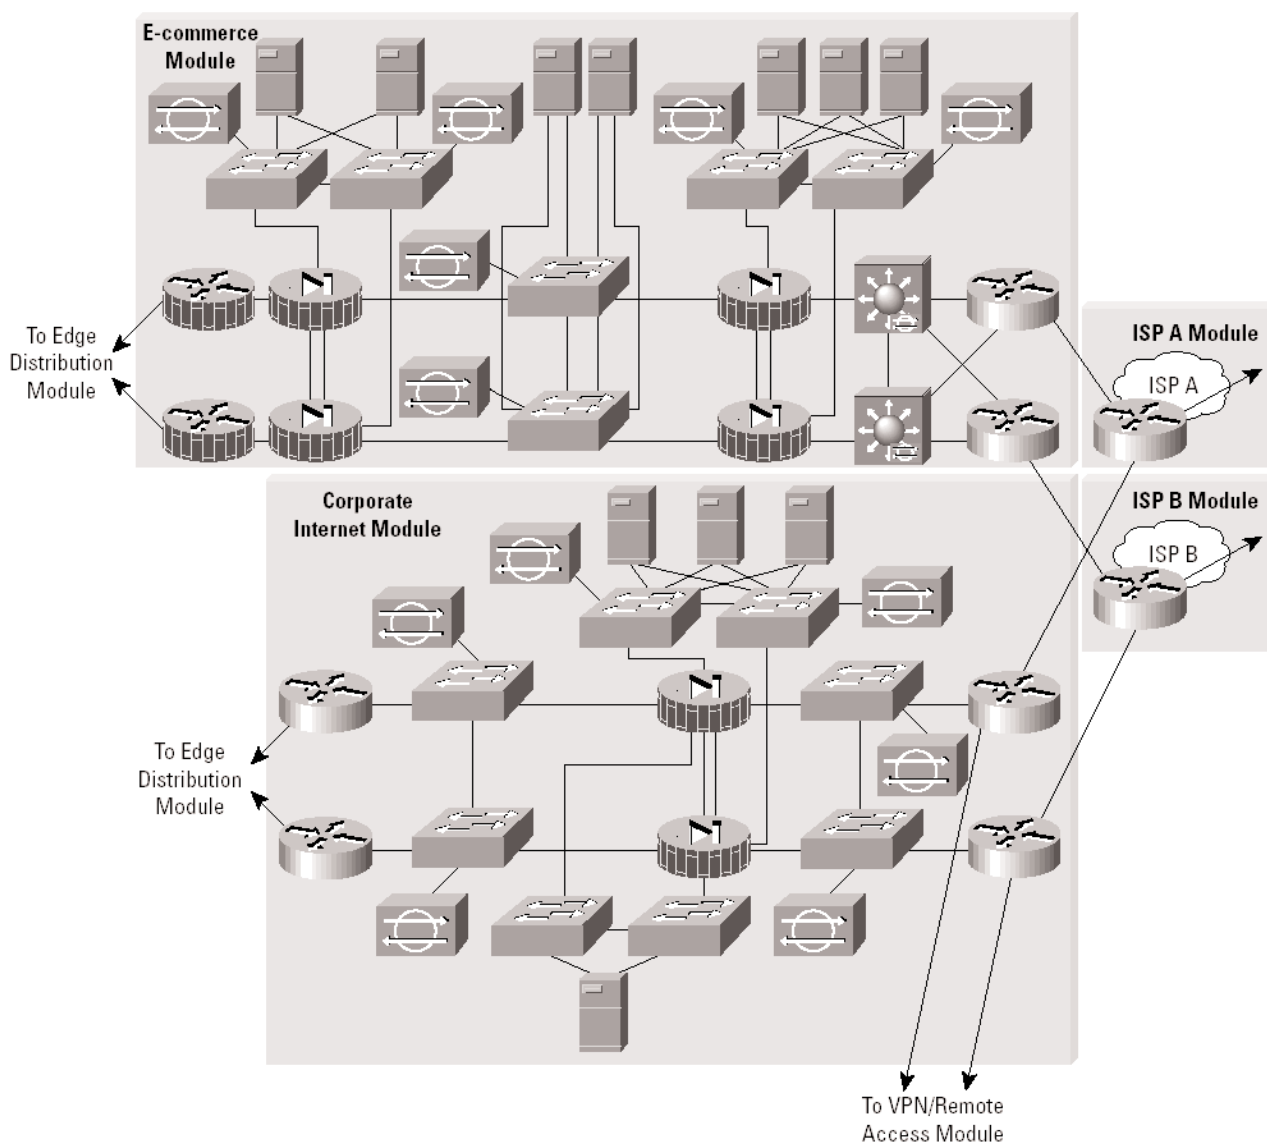 E-commerce
Module
To Edge
Distribution
Module
ISP A Module
ISP A
Corporate
Internet Module
ISP B Module
ISP B
To Edge
Distribution
Module
To VPN/Remote
Access Module